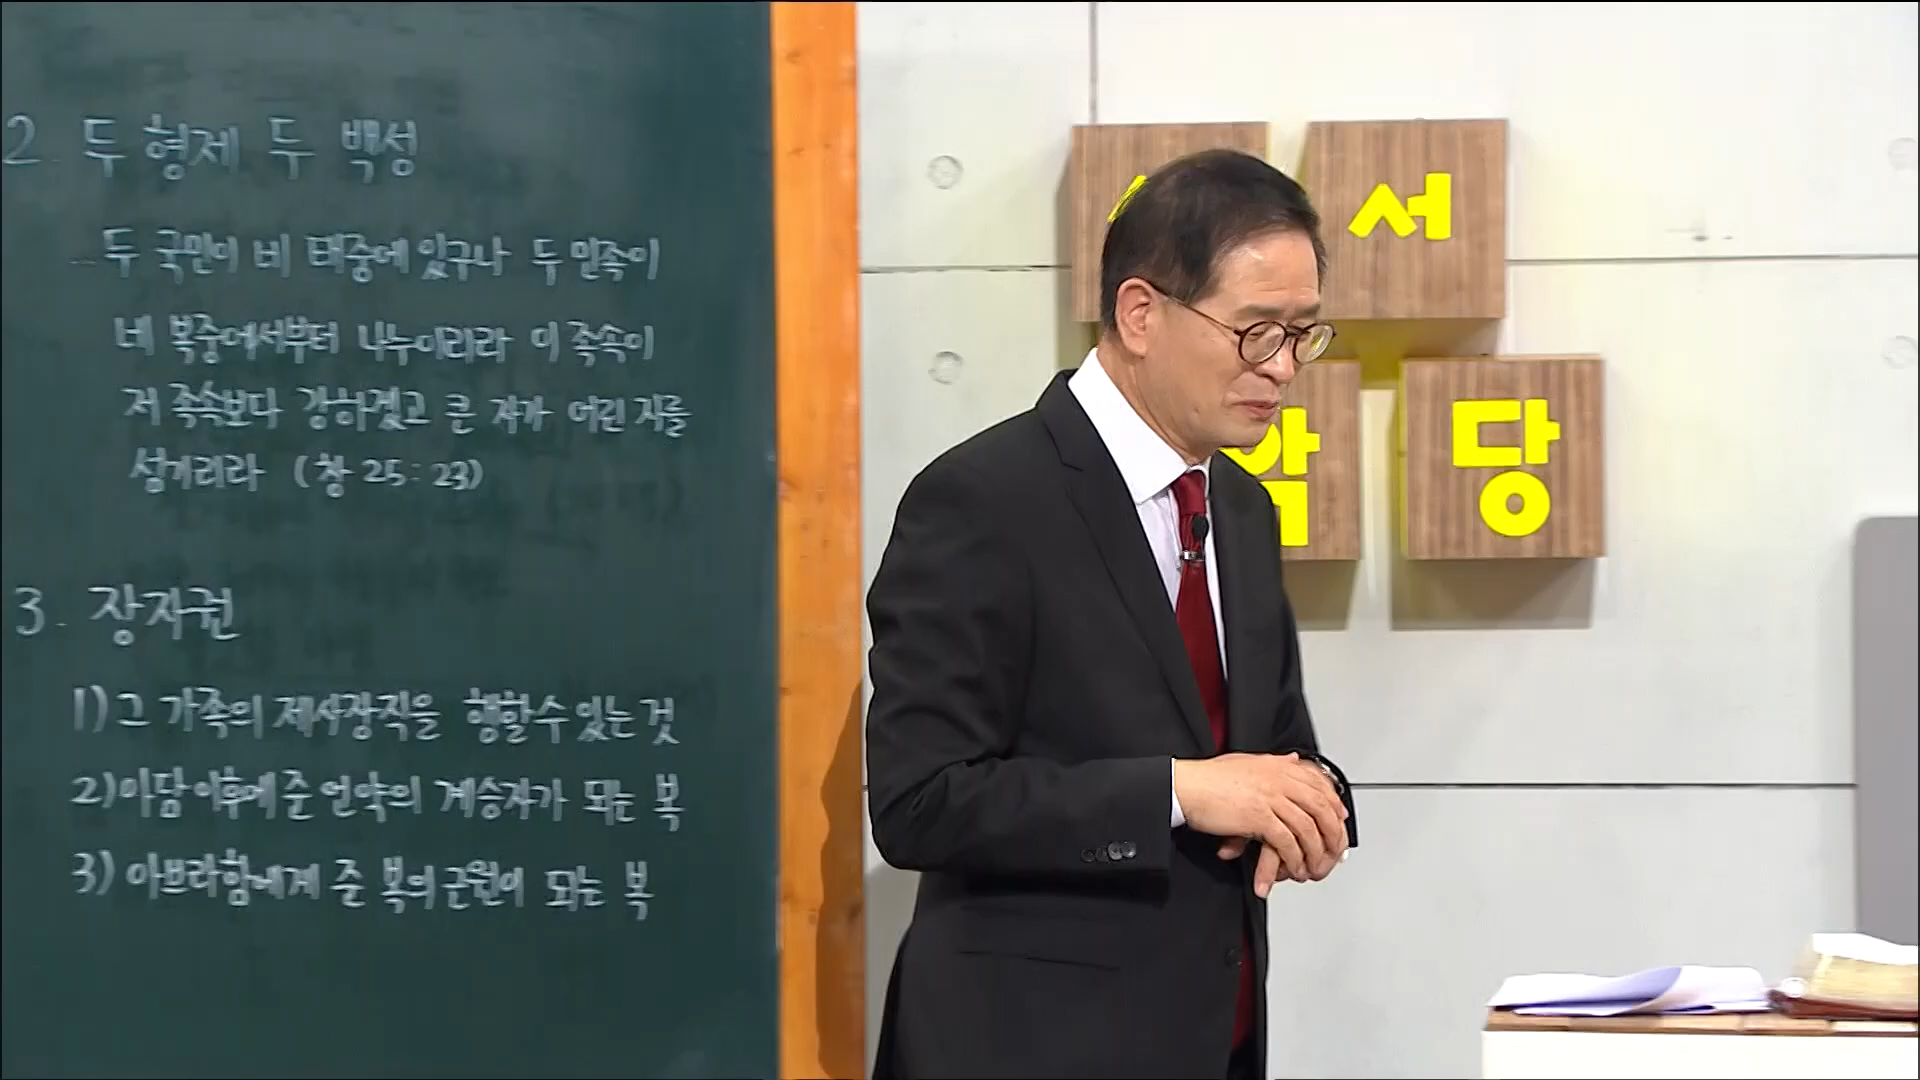 2. 두 형제 두 백성
두 국민이 네 태중에 있구나 두 민족이
네 복중에서부터 나누이리라 이 족속이
저 족속보다 강하겠고 큰 자가 어린 자를
섬기리라 (창 25:23)
3. 장자권
1) 그 가족의 제사장직을 행할 수 있는 것
2) 아담 이후에 준 언약의 계승자가 되는 복
3) 아브라함에게 준 복의 근원이 되는 복
서
당